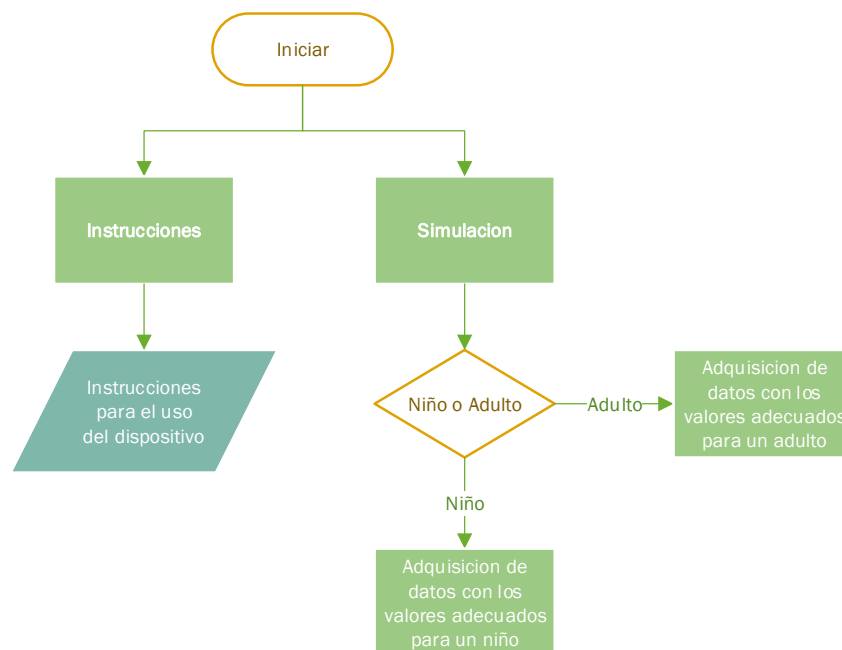 Iniciar
Instrucciones
Simulacion
Instrucciones
para el uso
del dispositivo
Niño o Adulto
Adulto
Adquisicion de
datos con los
valores adecuados
para un adulto
Niño
Adquisicion de
datos con los
valores adecuados
para un niño